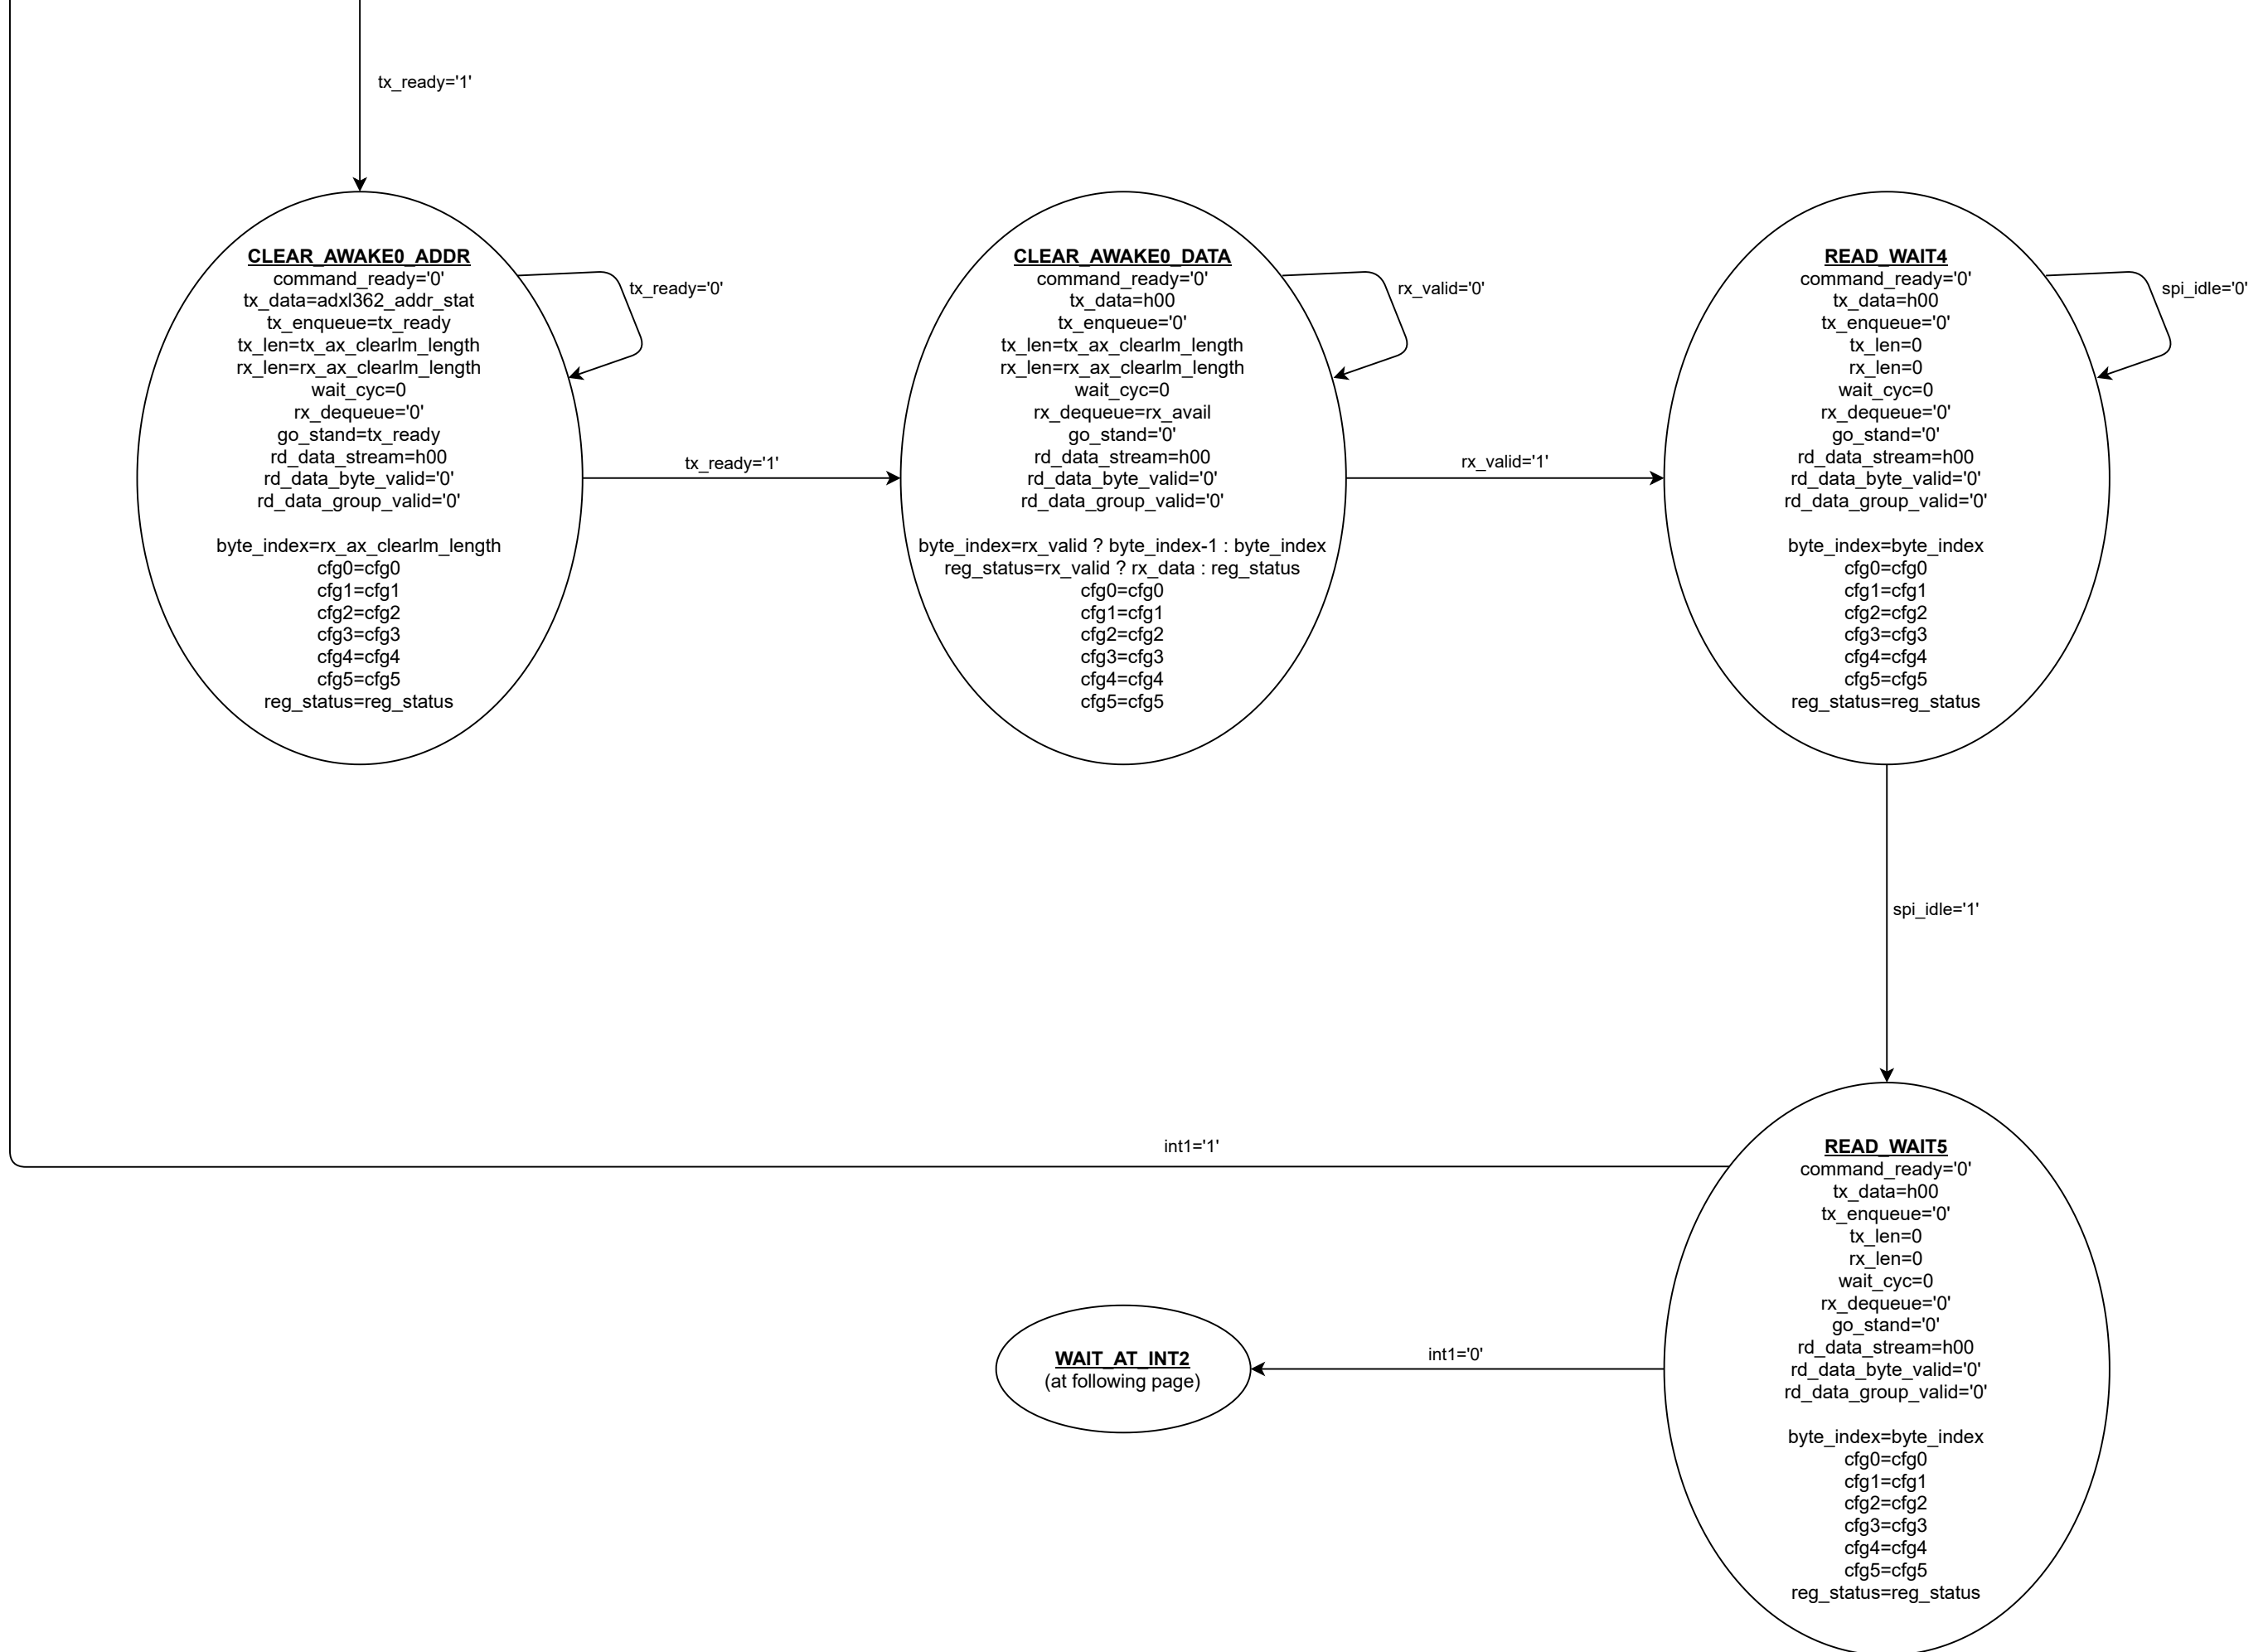 tx_ready='1'
CLEAR_AWAKE0_ADDR
command_ready='0'
tx_data=adxl362_addr_stat
tx_enqueue=tx_ready
tx_len=tx_ax_clearlm_length
rx_len=rx_ax_clearlm_length
wait_cyc=0
rx_dequeue='0'
go_stand=tx_ready
rd_data_stream=h00
rd_data_byte_valid='0'
rd_data_group_valid='0'
byte_index=rx_ax_clearlm_length
cfg0=cfg0
cfg1=cfg1
cfg2=cfg2
cfg3=cfg3
cfg4=cfg4
cfg5=cfg5
reg_status=reg_status
tx_ready='0'
tx_ready='1'
CLEAR_AWAKE0_DATA
command_ready='0'
tx_data=h00
tx_enqueue='0'
tx_len=tx_ax_clearlm_length
rx_len=rx_ax_clearlm_length
wait_cyc=0
rx_dequeue=rx_avail
go_stand='0'
rd_data_stream=h00
rd_data_byte_valid='0'
rd_data_group_valid='0'
byte_index=rx_valid ? byte_index-1 : byte_index
reg_status=rx_valid ? rx_data : reg_status
cfg0=cfg0
cfg1=cfg1
cfg2=cfg2
cfg3=cfg3
cfg4=cfg4
cfg5=cfg5
rx_valid='0'
rx_valid='1'
READ_WAIT4
command_ready='0'
tx_data=h00
tx_enqueue='0'
tx_len=0
rx_len=0
wait_cyc=0
rx_dequeue='0'
go_stand='0'
rd_data_stream=h00
rd_data_byte_valid='0'
rd_data_group_valid='0'
byte_index=byte_index
cfg0=cfg0
cfg1=cfg1
cfg2=cfg2
cfg3=cfg3
cfg4=cfg4
cfg5=cfg5
reg_status=reg_status
spi_idle='0'
spi_idle='1'
int1='1'
READ_WAIT5
command_ready='0'
tx_data=h00
tx_enqueue='0'
tx_len=0
rx_len=0
wait_cyc=0
rx_dequeue='0'
go_stand='0'
rd_data_stream=h00
rd_data_byte_valid='0'
rd_data_group_valid='0'
byte_index=byte_index
cfg0=cfg0
cfg1=cfg1
cfg2=cfg2
cfg3=cfg3
cfg4=cfg4
cfg5=cfg5
reg_status=reg_status
int1='0'
WAIT_AT_INT2
(at following page)